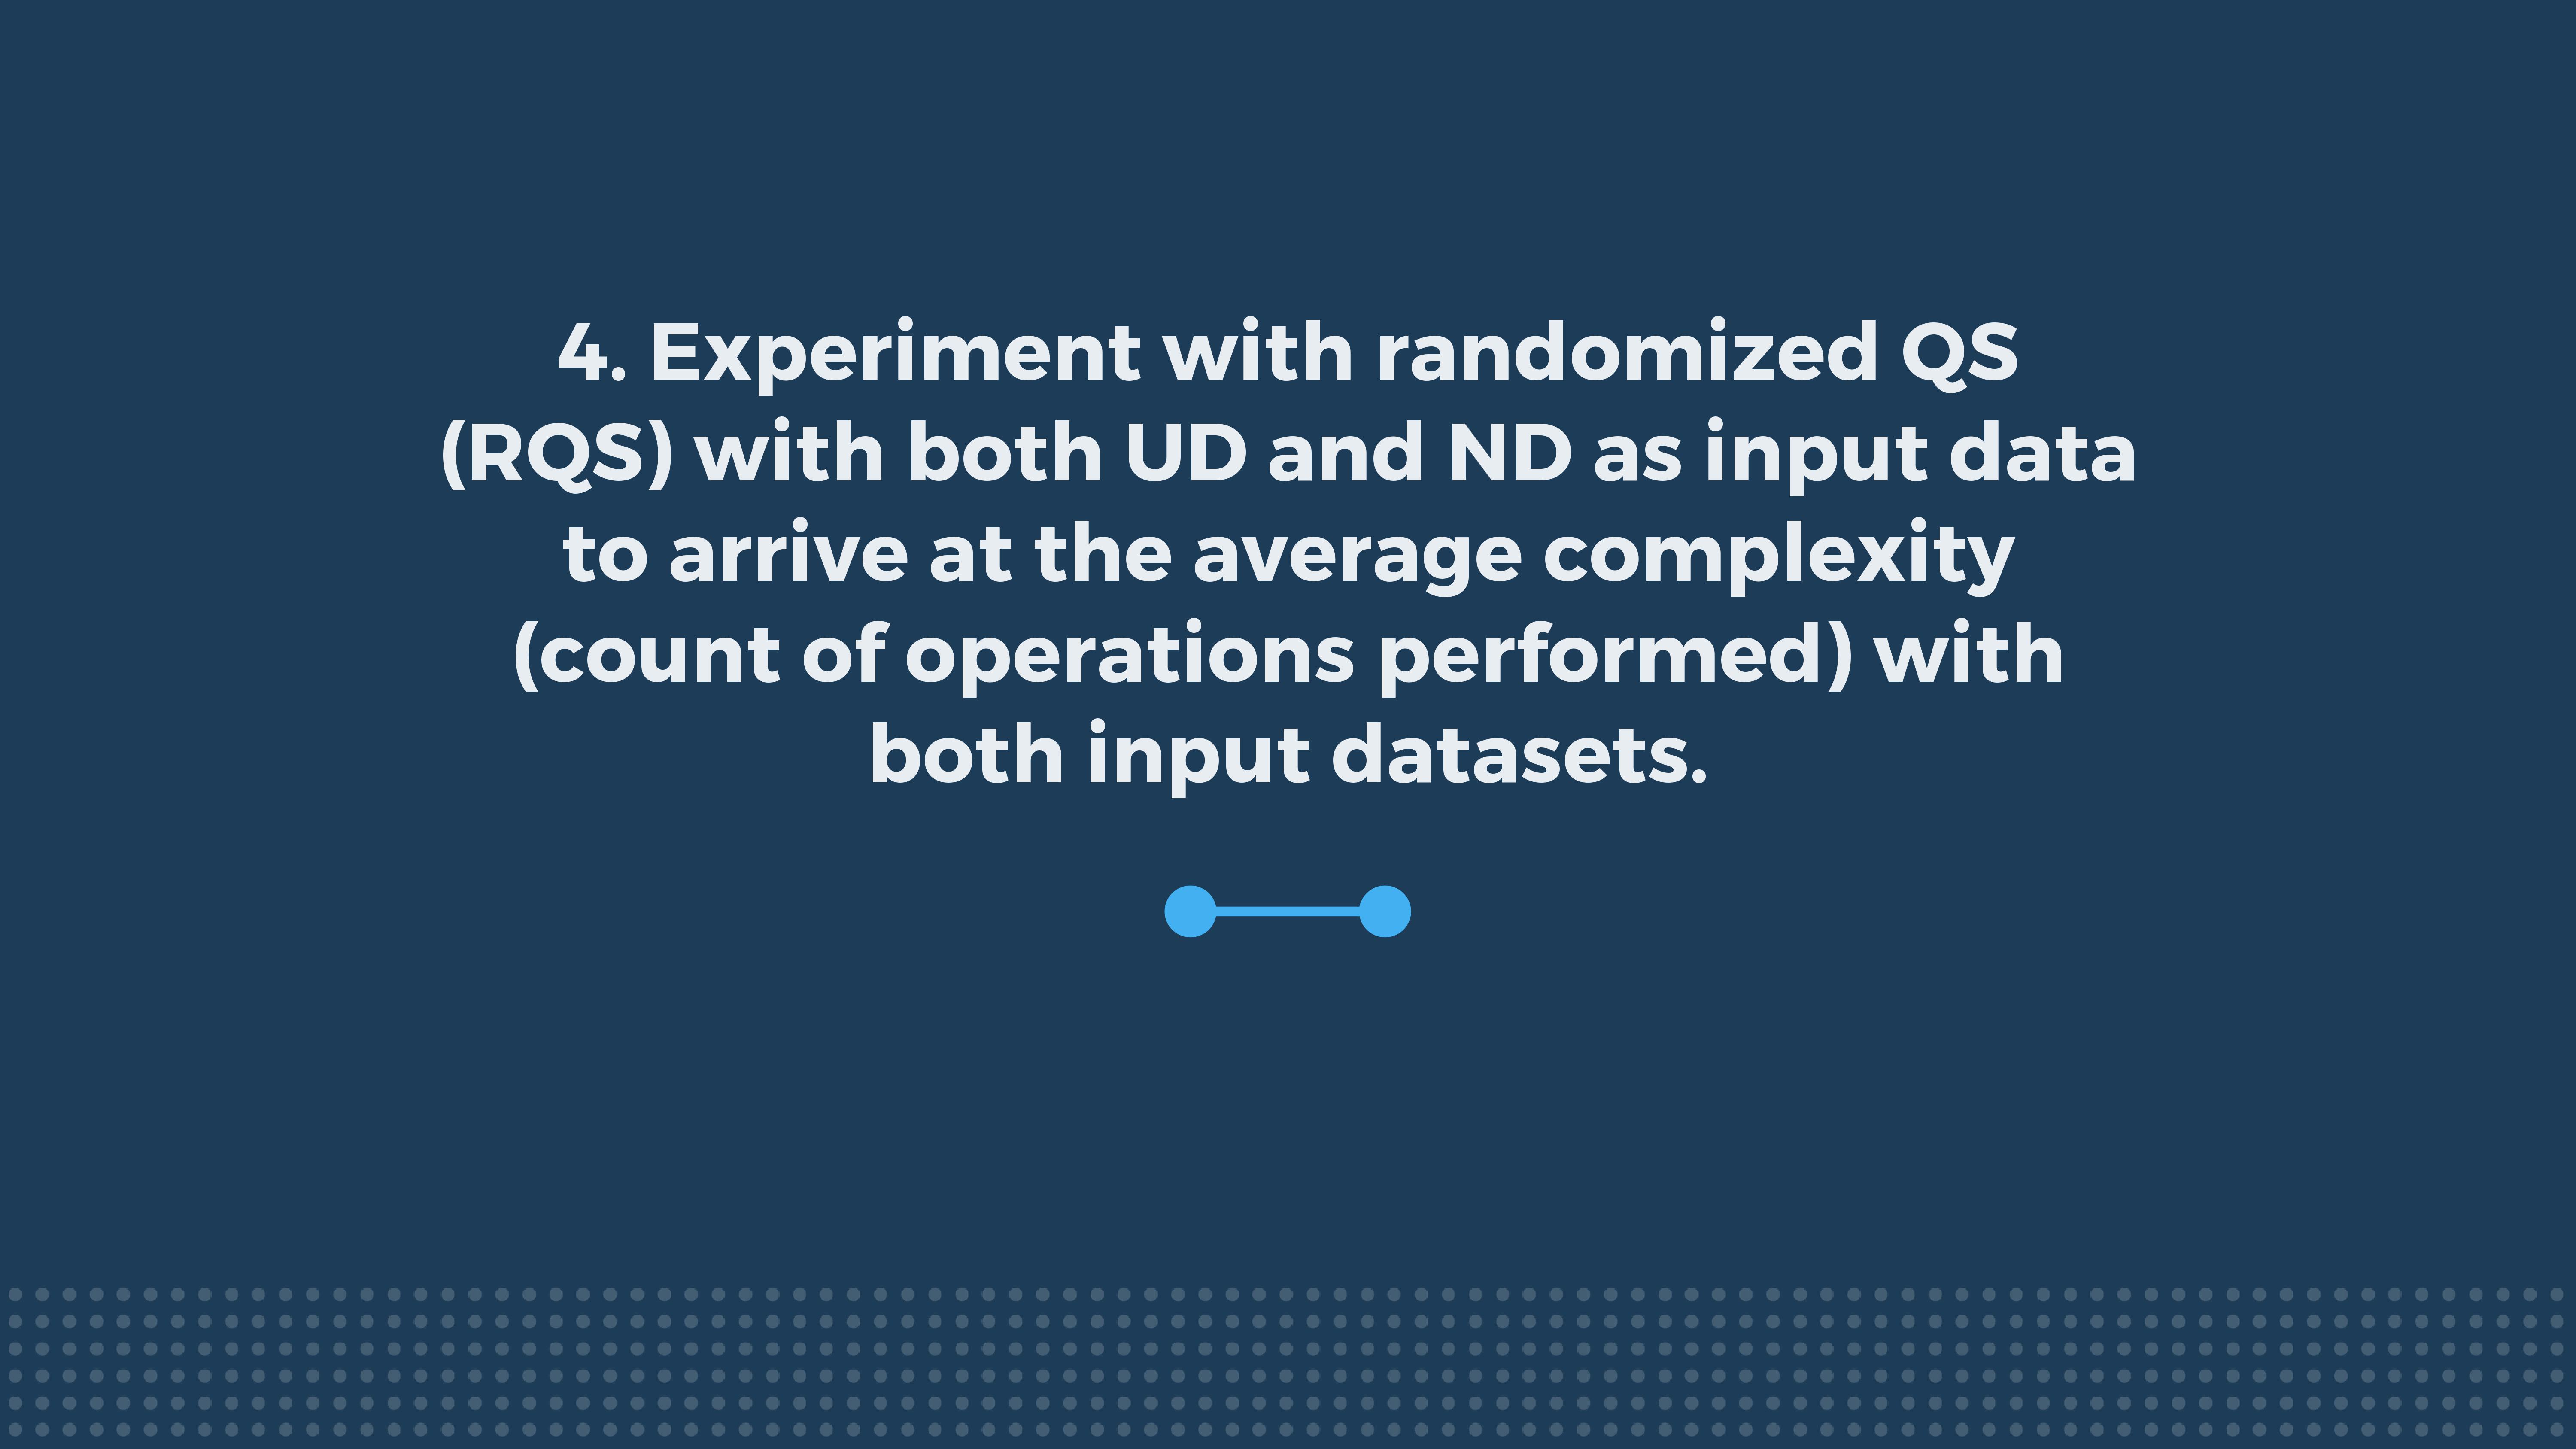 4. Experiment with randomized QS
(RQS) with both UD and ND as input data
to arrive at the average complexity
(count of operations performed) with
both input datasets.